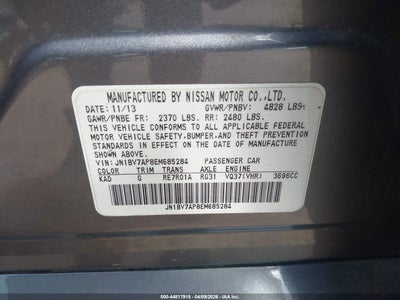 MANUFACTURED BY NISSAN MOTOR CO.,LTD.
DATE: 11/13 GVWR/PNBV: 4828 LBS.
GAWR/PNBE FR: 2370 LBS. RR: 2480 LBS.
THIS VEHICLE CONFORMS TO ALL APPLICABLE FEDERAL
MOTOR VEHICLE SAFETY,BUMPER, AND THEFT PREVENTION
STANDARDS IN EFFECT ON THE DATE OF MANUFACTURE
SHOWN ABOVE.
VIN: JN1BV7AP8EM685284 PASSENGER CAR
COLOR TRIM TRANS AXLE ENGINE
KAD G RE7R01A RG31 VQ37(VHR) 3696CC
JN1BV7AP8EM685284
000-44817915 - 04/09/2026 - IAAI.COM